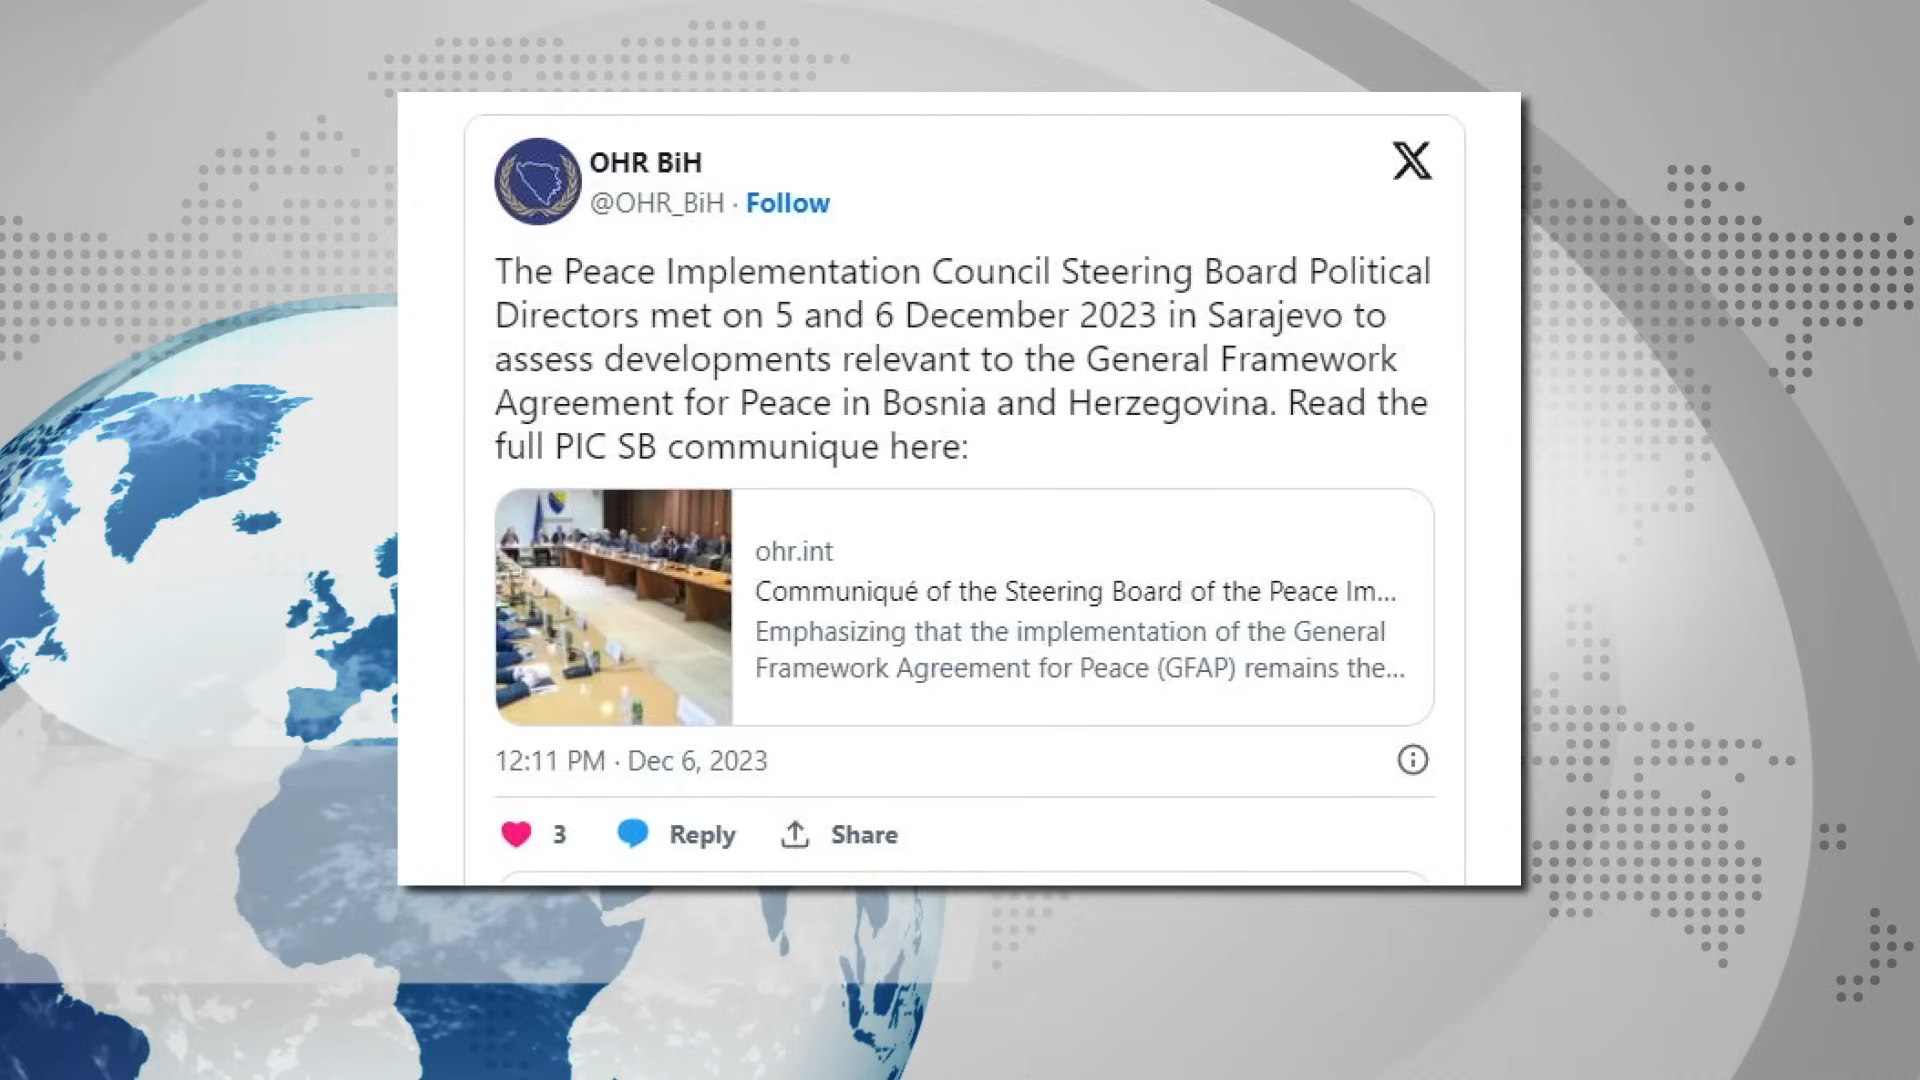 OHR BiH
@OHR_BiH · Follow
The Peace Implementation Council Steering Board Political
Directors met on 5 and 6 December 2023 in Sarajevo to
assess developments relevant to the General Framework
Agreement for Peace in Bosnia and Herzegovina. Read the
full PIC SB communique here:
ohr.int
Communiqué of the Steering Board of the Peace Im...
Emphasizing that the implementation of the General
Framework Agreement for Peace (GFAP) remains the...
12:11 PM · Dec 6, 2023
3 Reply Share